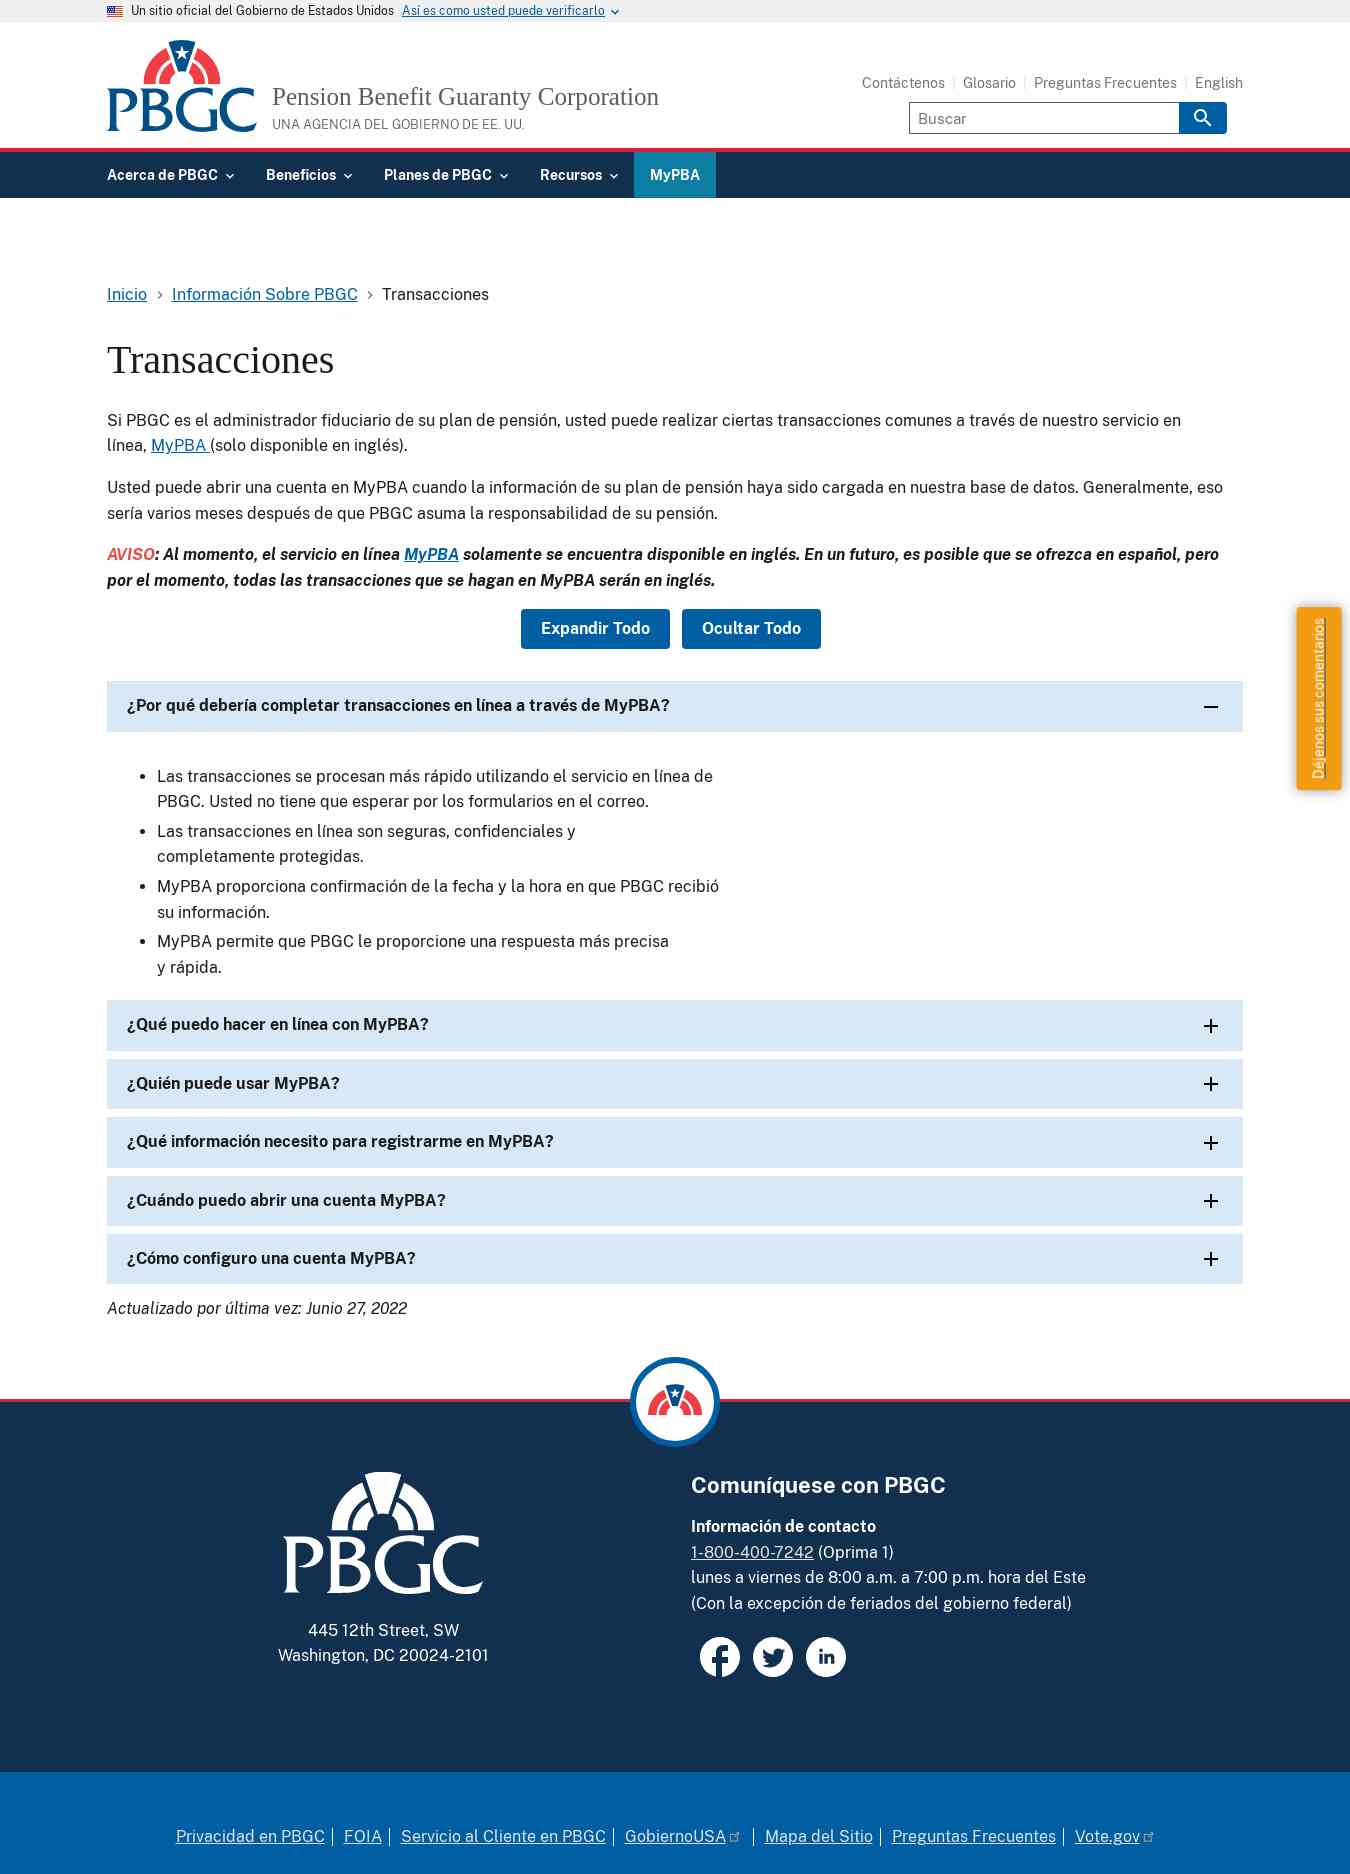 Un sitio oficial del Gobierno de Estados Unidos Así es como usted puede verificarlo
PBGC
Pension Benefit Guaranty Corporation
UNA AGENCIA DEL GOBIERNO DE EE. UU.
Contáctenos | Glosario | Preguntas Frecuentes | English
Buscar
Acerca de PBGC Beneficios Planes de PBGC Recursos MyPBA
Inicio > Información Sobre PBGC > Transacciones
Transacciones
Si PBGC es el administrador fiduciario de su plan de pensión, usted puede realizar ciertas transacciones comunes a través de nuestro servicio en
línea, MyPBA (solo disponible en inglés).
Usted puede abrir una cuenta en MyPBA cuando la información de su plan de pensión haya sido cargada en nuestra base de datos. Generalmente, eso
sería varios meses después de que PBGC asuma la responsabilidad de su pensión.
AVISO: Al momento, el servicio en línea MyPBA solamente se encuentra disponible en inglés. En un futuro, es posible que se ofrezca en español, pero
por el momento, todas las transacciones que se hagan en MyPBA serán en inglés.
Expandir Todo Ocultar Todo
Déjenos sus comentarios
¿Por qué debería completar transacciones en línea a través de MyPBA?
• Las transacciones se procesan más rápido utilizando el servicio en línea de
PBGC. Usted no tiene que esperar por los formularios en el correo.
• Las transacciones en línea son seguras, confidenciales y
completamente protegidas.
• MyPBA proporciona confirmación de la fecha y la hora en que PBGC recibió
su información.
• MyPBA permite que PBGC le proporcione una respuesta más precisa
y rápida.
¿Qué puedo hacer en línea con MyPBA?
¿Quién puede usar MyPBA?
¿Qué información necesito para registrarme en MyPBA?
¿Cuándo puedo abrir una cuenta MyPBA?
¿Cómo configuro una cuenta MyPBA?
Actualizado por última vez: Junio 27, 2022
PBGC
445 12th Street, SW
Washington, DC 20024-2101
Comuníquese con PBGC
Información de contacto
1-800-400-7242 (Oprima 1)
lunes a viernes de 8:00 a.m. a 7:00 p.m. hora del Este
(Con la excepción de feriados del gobierno federal)
in
Privacidad en PBGC | FOIA | Servicio al Cliente en PBGC | GobiernoUSA | Mapa del Sitio | Preguntas Frecuentes | Vote.gov